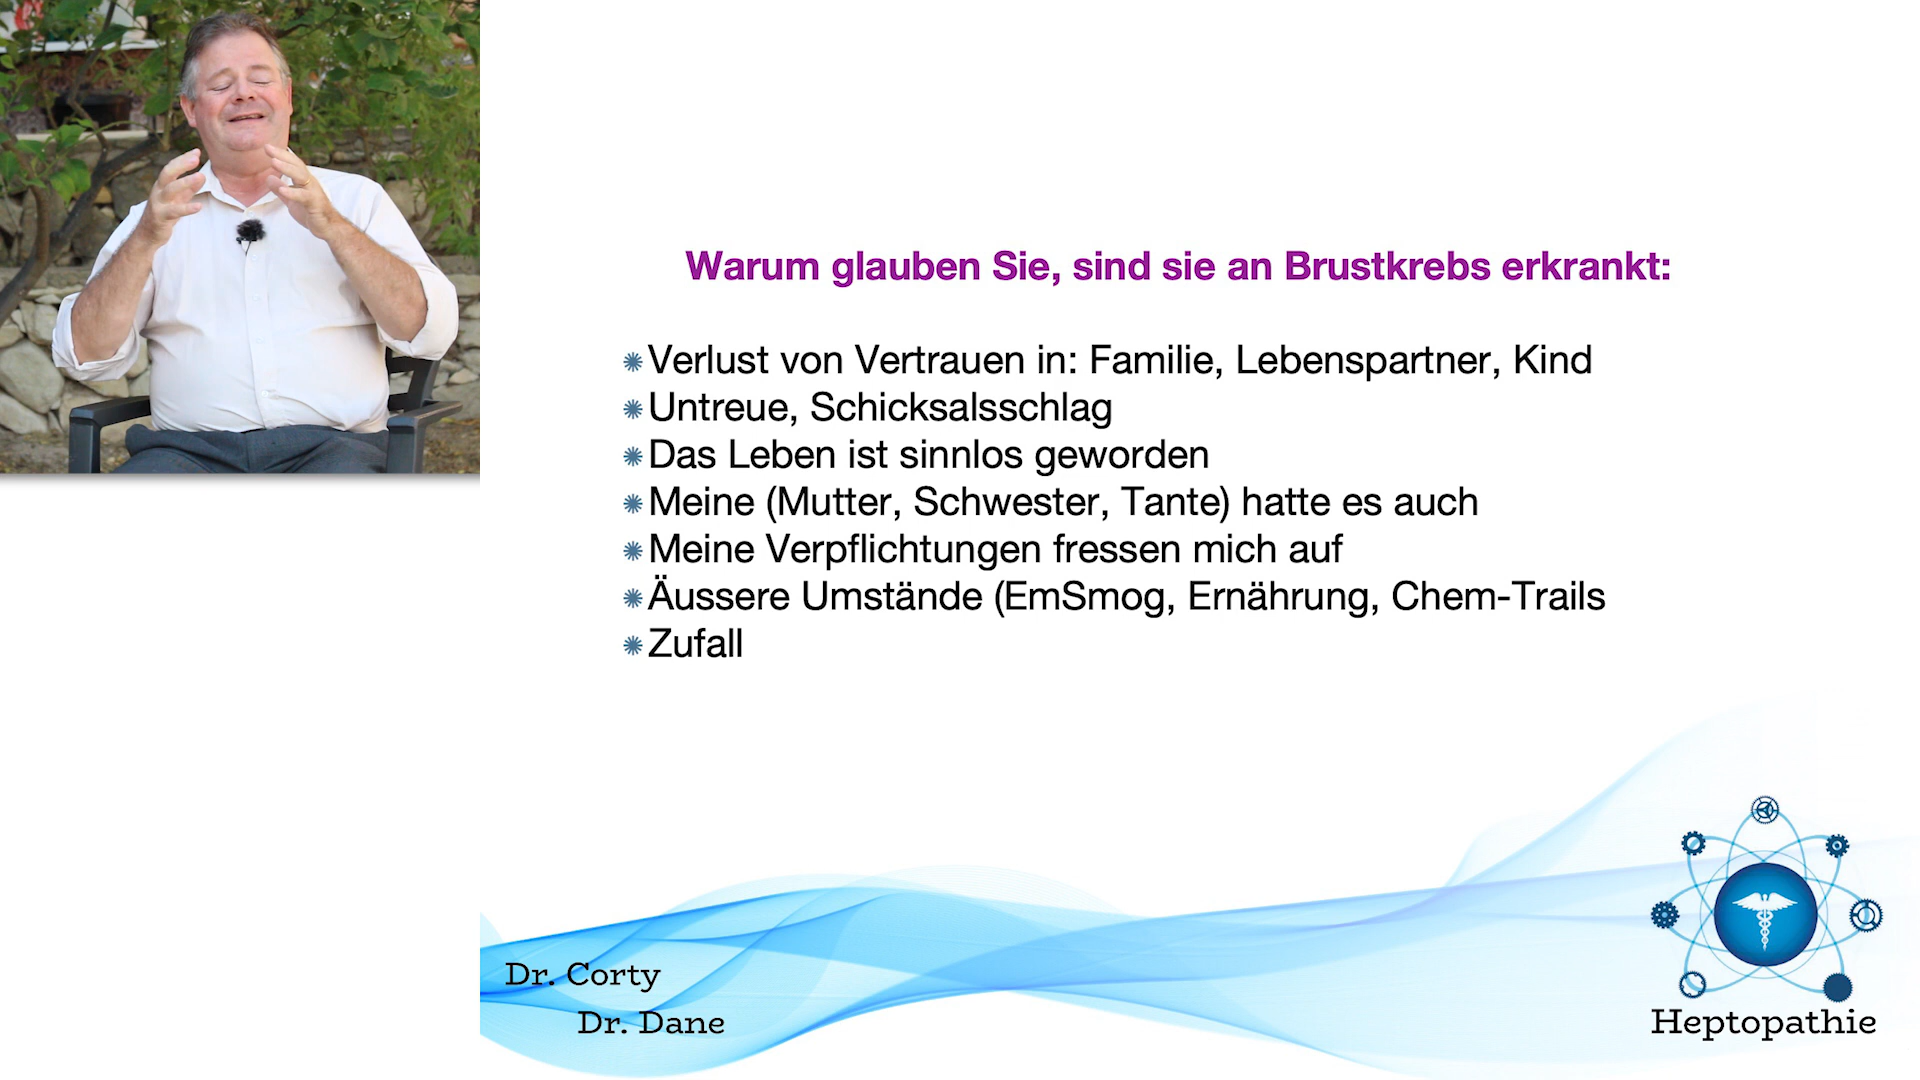 Warum glauben Sie, sind sie an Brustkrebs erkrankt:
Verlust von Vertrauen in: Familie, Lebenspartner, Kind
Untreue, Schicksalsschlag
Das Leben ist sinnlos geworden
Meine (Mutter, Schwester, Tante) hatte es auch
Meine Verpflichtungen fressen mich auf
Äussere Umstände (EmSmog, Ernährung, Chem-Trails
Zufall
Dr. Corty
Dr. Dane
Heptopathie